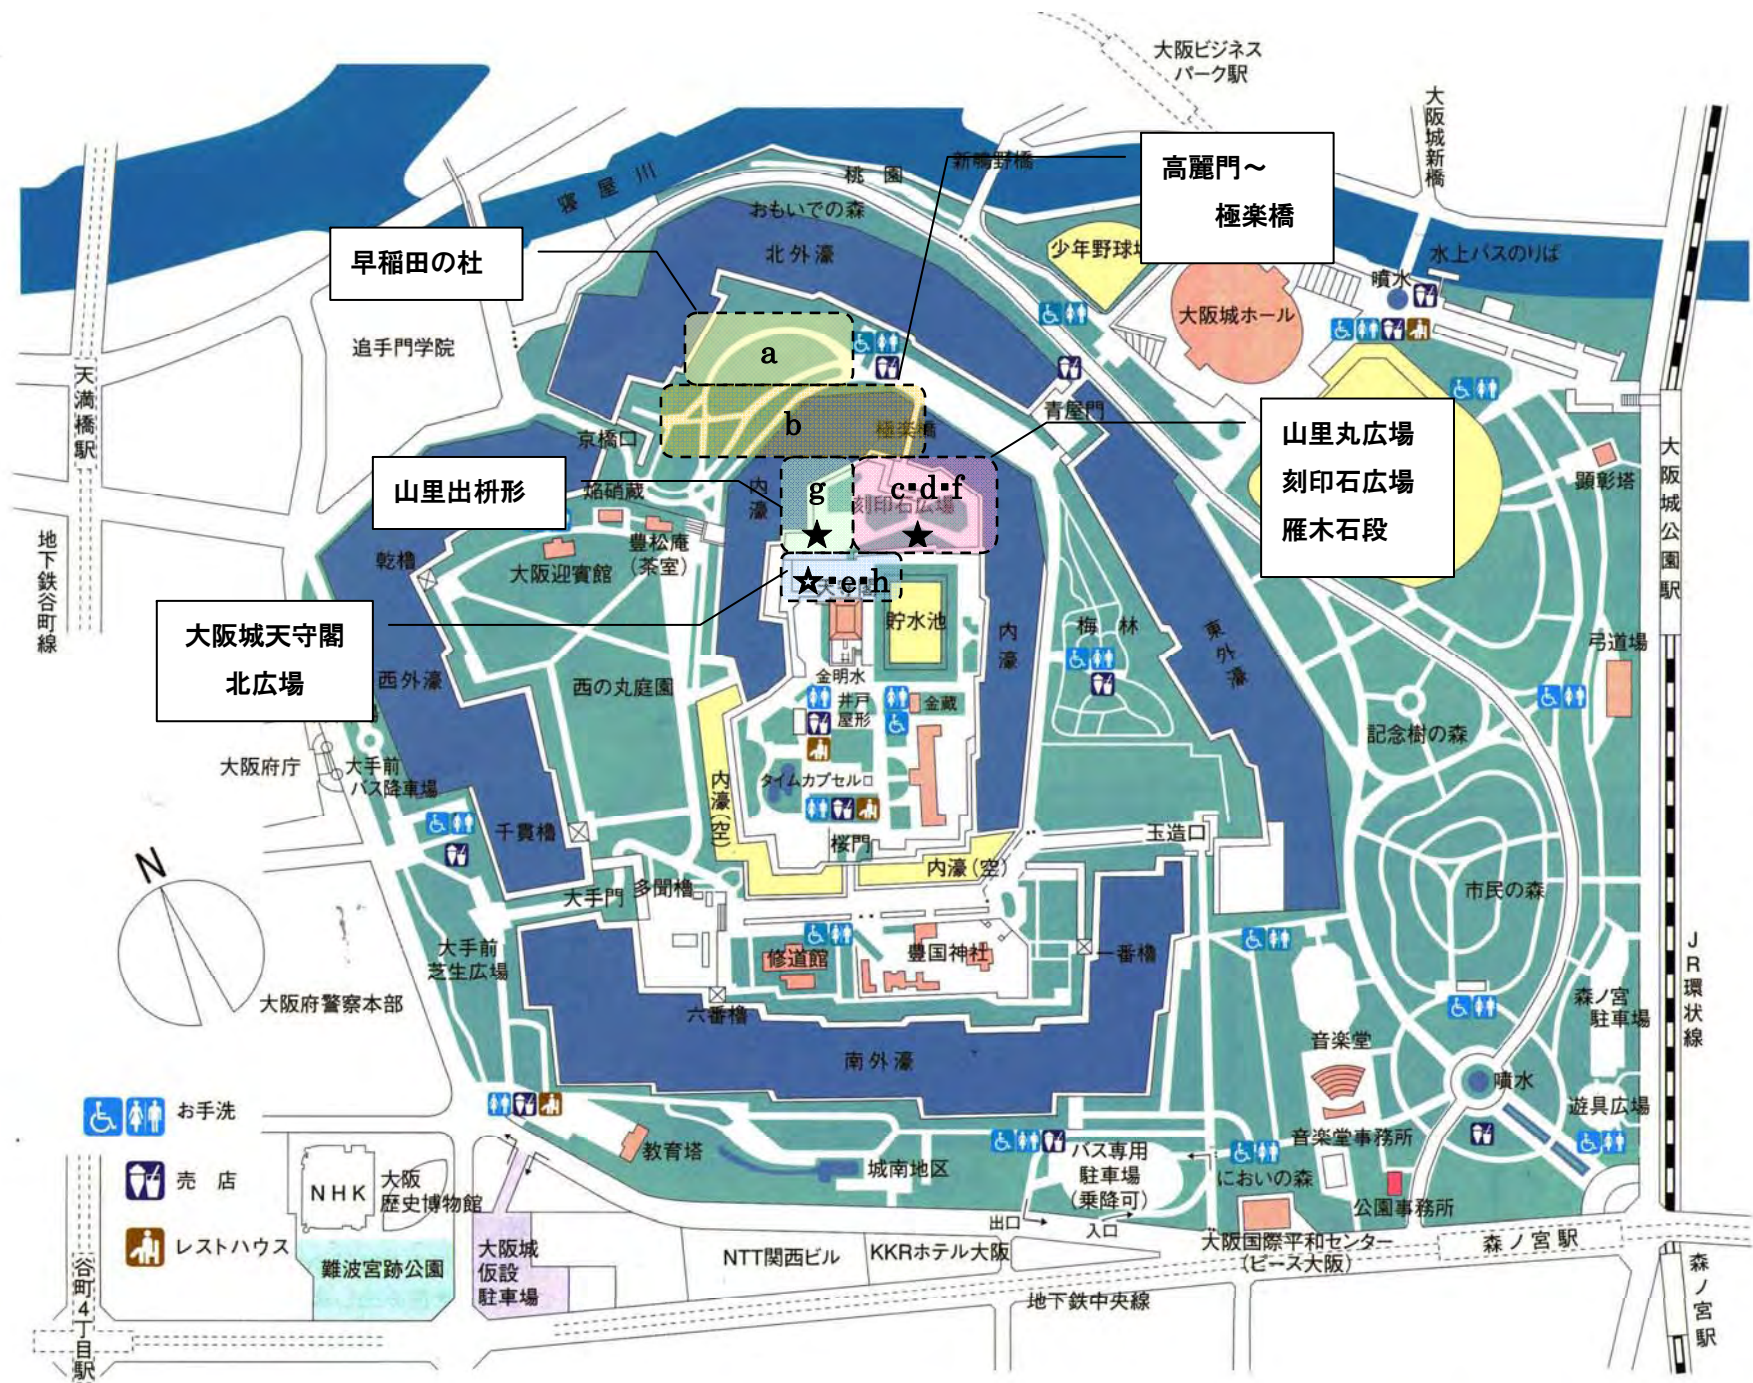 大阪ビジネス
パーク駅
大阪城新橋
新鴫野橋
高麗門～
極楽橋
寝屋川
桃園
おもいでの森
北外濠
早稲田の杜
少年野球
水上バスのりば
噴水
大阪城ホール
追手門学院
a
天満橋駅
青屋門
b
極楽橋
京橋口
山里丸広場
刻印石広場
雁木石段
大阪城公園駅
顕彰塔
山里出枡形
焔硝蔵
内濠
g
c▪d▪f
刻印石広場
★
★
地下鉄谷町線
乾櫓
大阪迎賓館
豊松庵
(茶室)
☆▪e▪h
天守閣
貯水池
内濠
梅林
東外濠
弓道場
大阪城天守閣
北広場
西外濠
西の丸庭園
金明水
井戸
屋形
金蔵
記念樹の森
大阪府庁
大手前
バス降車場
タイムカプセル
内濠(空)
千貫櫓
桜門
玉造口
内濠(空)
N
大手門
多聞櫓
市民の森
大手前
芝生広場
修道館
豊国神社
一番櫓
JR環状線
大阪府警察本部
六番櫓
森ノ宮
駐車場
音楽堂
南外濠
噴水
遊具広場
お手洗
教育塔
音楽堂事務所
バス専用
駐車場
(乗降可)
城南地区
においの森
売店
NHK
大阪
歴史博物館
公園事務所
出口
入口
レストハウス
大阪城
仮設
駐車場
NTT関西ビル
KKRホテル大阪
大阪国際平和センター
(ピース大阪)
森ノ宮駅
難波宮跡公園
谷町4丁目駅
地下鉄中央線
森ノ宮駅